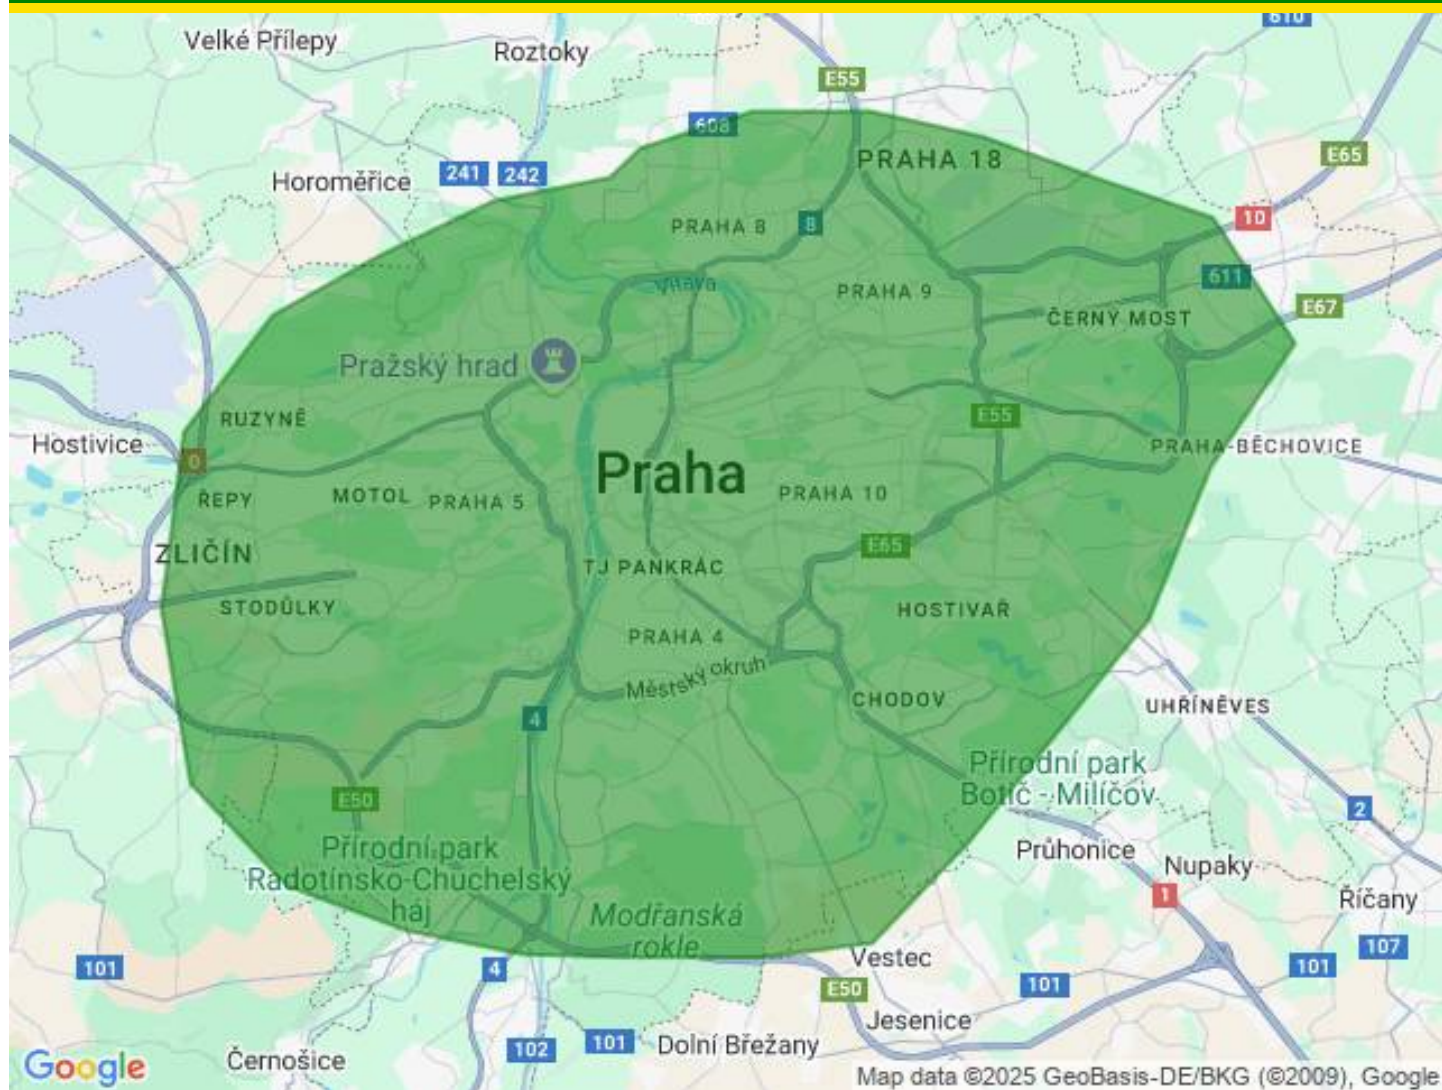 610
Velké Přílepy
Roztoky
E55
608
E65
PRAHA 18
241
242
Horoměřice
10
PRAHA 8
8
611
Vltava
PRAHA 9
E67
ČERNÝ MOST
Pražský hrad
RUZYNĚ
E55
Hostivice
PRAHA-BĚCHOVICE
0
Praha
ŘEPY
MOTOL
PRAHA 5
PRAHA 10
E65
ZLIČÍN
TJ PANKRÁC
STODŮLKY
HOSTIVAŘ
PRAHA 4
Městský okruh
CHODOV
UHŘÍNĚVES
4
Přírodní park
Botič - Milíčov
E50
2
Přírodní park
Radotínsko-Chuchelský
háj
Průhonice
Nupaky
1
Říčany
Modřanská
rokle
107
Vestec
101
4
101
101
E50
Jesenice
102
101
Dolní Břežany
Černošice
Google
Map data ©2025 GeoBasis-DE/BKG (©2009), Google